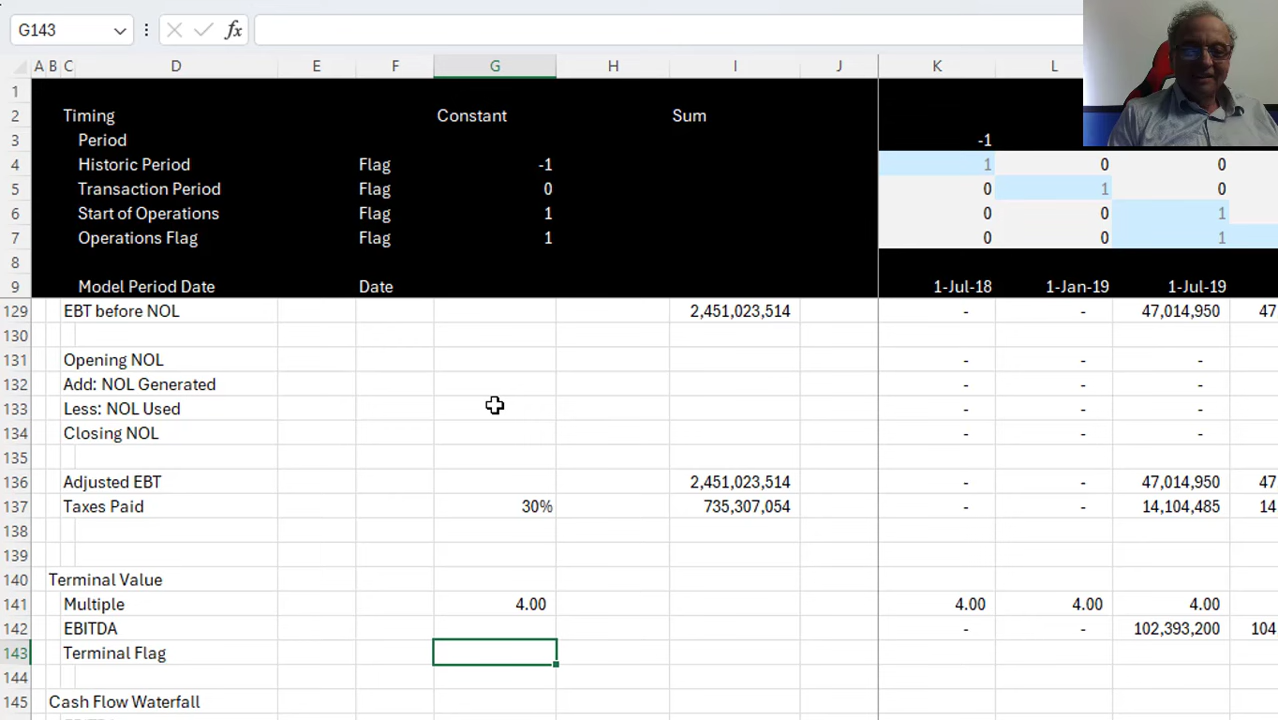 G143 fx
A B C D E F G H I J K L
1
2 Timing Constant Sum
3 Period -1
4 Historic Period Flag -1 1 0 0
5 Transaction Period Flag 0 0 1 0
6 Start of Operations Flag 1 0 0 1
7 Operations Flag Flag 1 0 0 1
8
9 Model Period Date Date 1-Jul-18 1-Jan-19 1-Jul-19
129 EBT before NOL 2,451,023,514 - - 47,014,950 47
130
131 Opening NOL - - -
132 Add: NOL Generated - - -
133 Less: NOL Used - - -
134 Closing NOL - - -
135
136 Adjusted EBT 2,451,023,514 - - 47,014,950 47
137 Taxes Paid 30% 735,307,054 - - 14,104,485 14
138
139
140 Terminal Value
141 Multiple 4.00 4.00 4.00 4.00
142 EBITDA - - 102,393,200 104
143 Terminal Flag
144
145 Cash Flow Waterfall